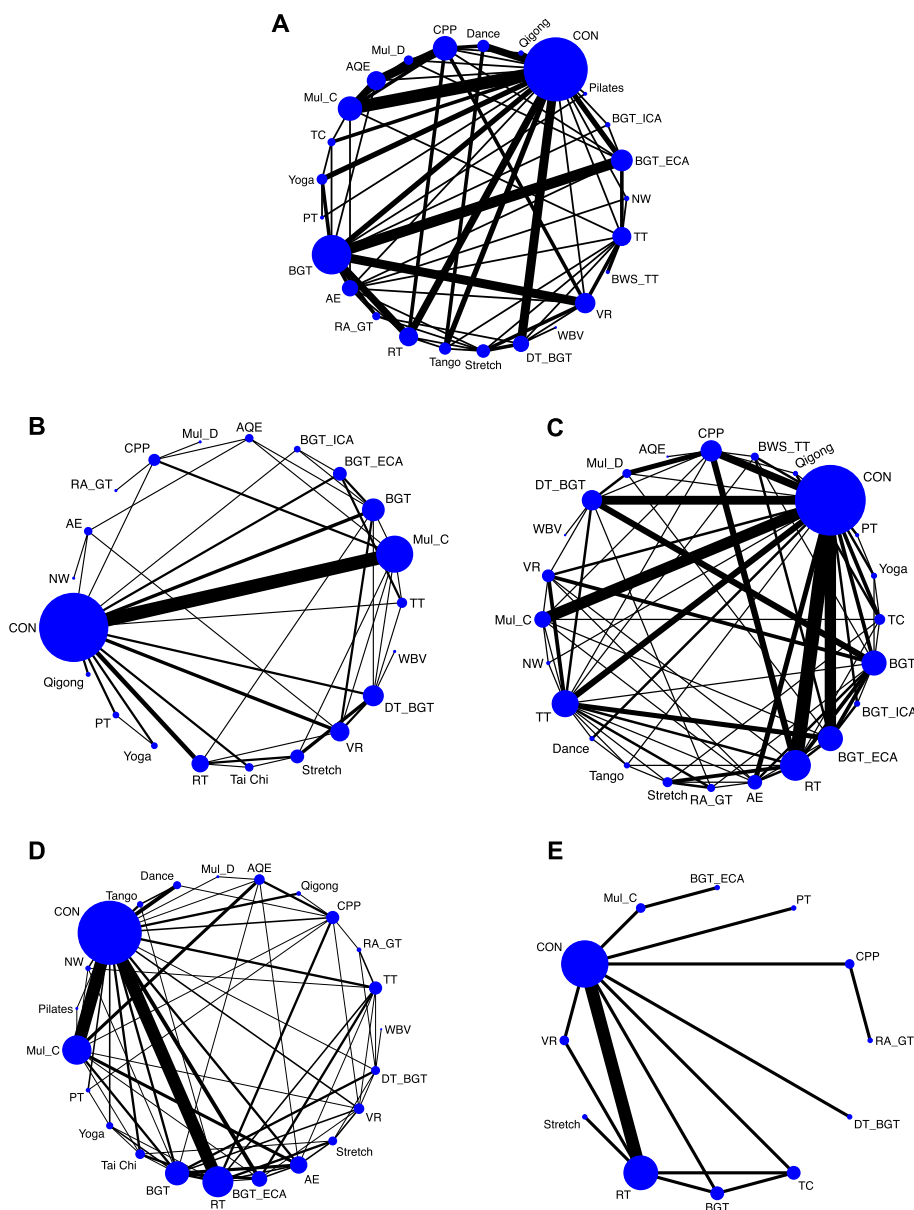 A
CPP
Dance
Qigong
CON
Mul_D
AQE
Pilates
Mul_C
BGT_ICA
TC
BGT_ECA
Yoga
NW
PT
TT
BGT
BWS_TT
AE
VR
RA_GT
WBV
RT
Tango
Stretch
DT_BGT
B
Mul_D
AQE
BGT_ICA
CPP
BGT_ECA
RA_GT
BGT
AE
Mul_C
NW
TT
CON
WBV
Qigong
DT_BGT
PT
VR
Yoga
Stretch
RT
Tai Chi
C
CPP
BWS_TT
AQE
Qigong
Mul_D
CON
DT_BGT
WBV
PT
VR
Yoga
Mul_C
TC
NW
BGT
TT
BGT_ICA
Dance
BGT_ECA
Tango
RT
Stretch
RA_GT
AE
D
Mul_D
AQE
Dance
Qigong
Tango
CON
CPP
RA_GT
NW
TT
Pilates
WBV
Mul_C
DT_BGT
PT
VR
Yoga
Stretch
Tai Chi
AE
BGT
BGT_ECA
RT
E
BGT_ECA
Mul_C
PT
CON
CPP
VR
RA_GT
Stretch
DT_BGT
RT
TC
BGT